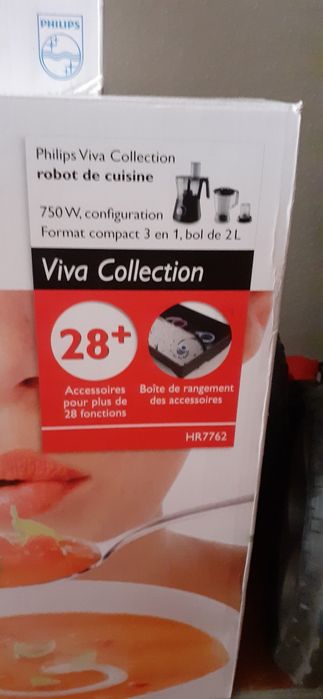 PHILIPS
Philips Viva Collection
robot de cuisine
750 W, configuration
Format compact 3 en 1, bol de 2 L
Viva Collection
28+
Accessoires
pour plus de
28 fonctions
Boîte de rangement
des accessoires
HR7762